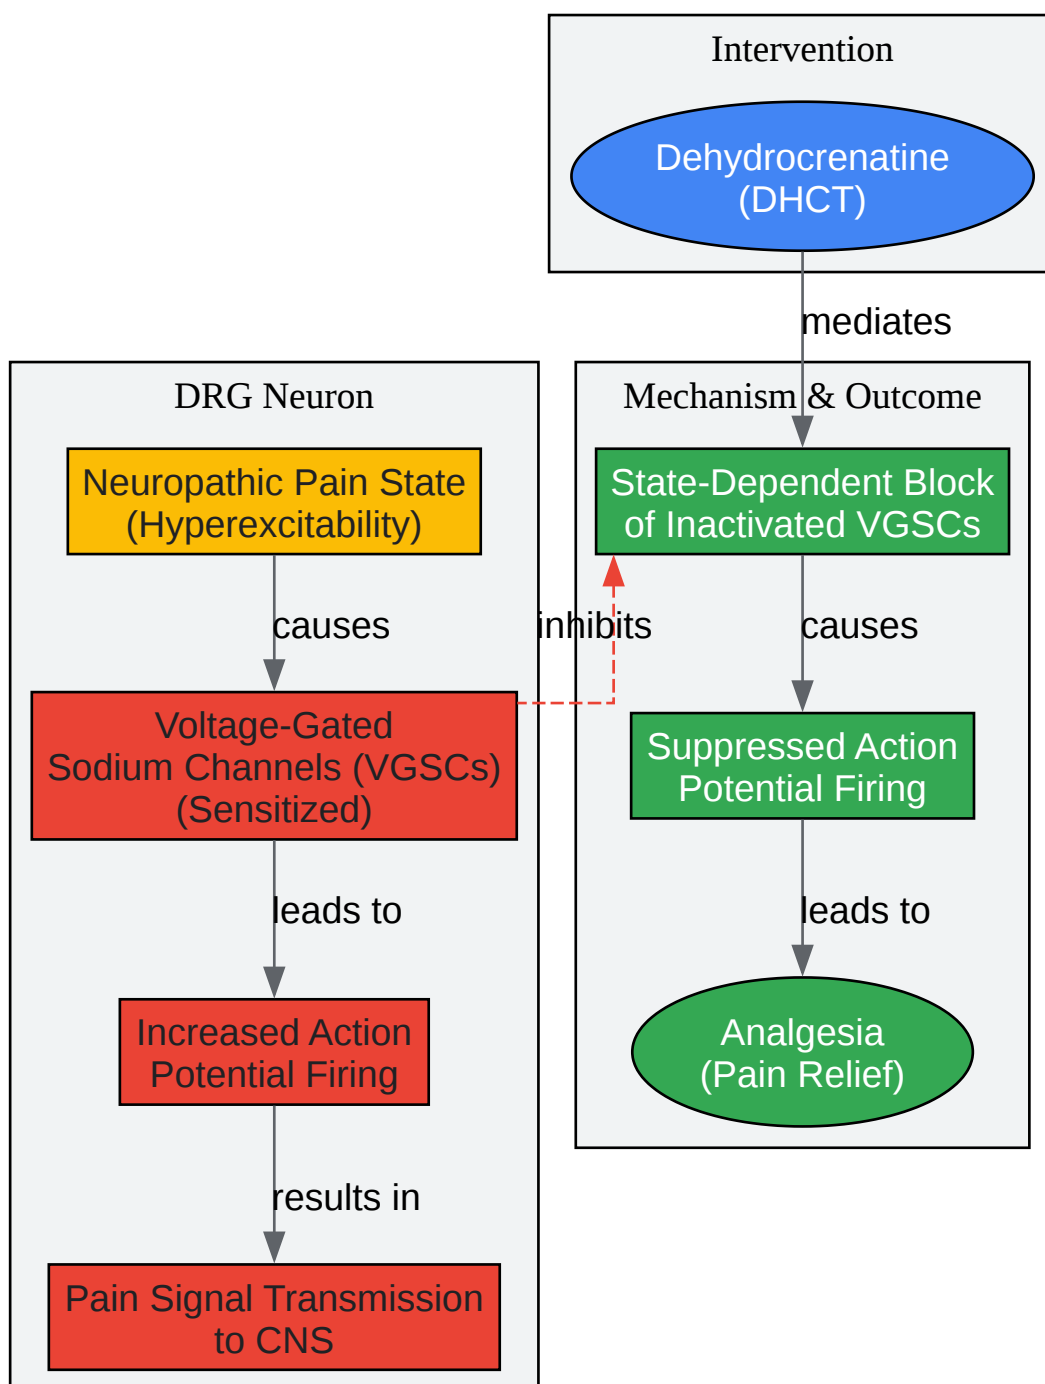 Intervention
Dehydrocrenatine
(DHCT)
mediates
DRG Neuron
Neuropathic Pain State
(Hyperexcitability)
causes
Voltage-Gated
Sodium Channels (VGSCs)
(Sensitized)
leads to
Increased Action
Potential Firing
results in
Pain Signal Transmission
to CNS
inhibits
Mechanism & Outcome
State-Dependent Block
of Inactivated VGSCs
causes
Suppressed Action
Potential Firing
leads to
Analgesia
(Pain Relief)